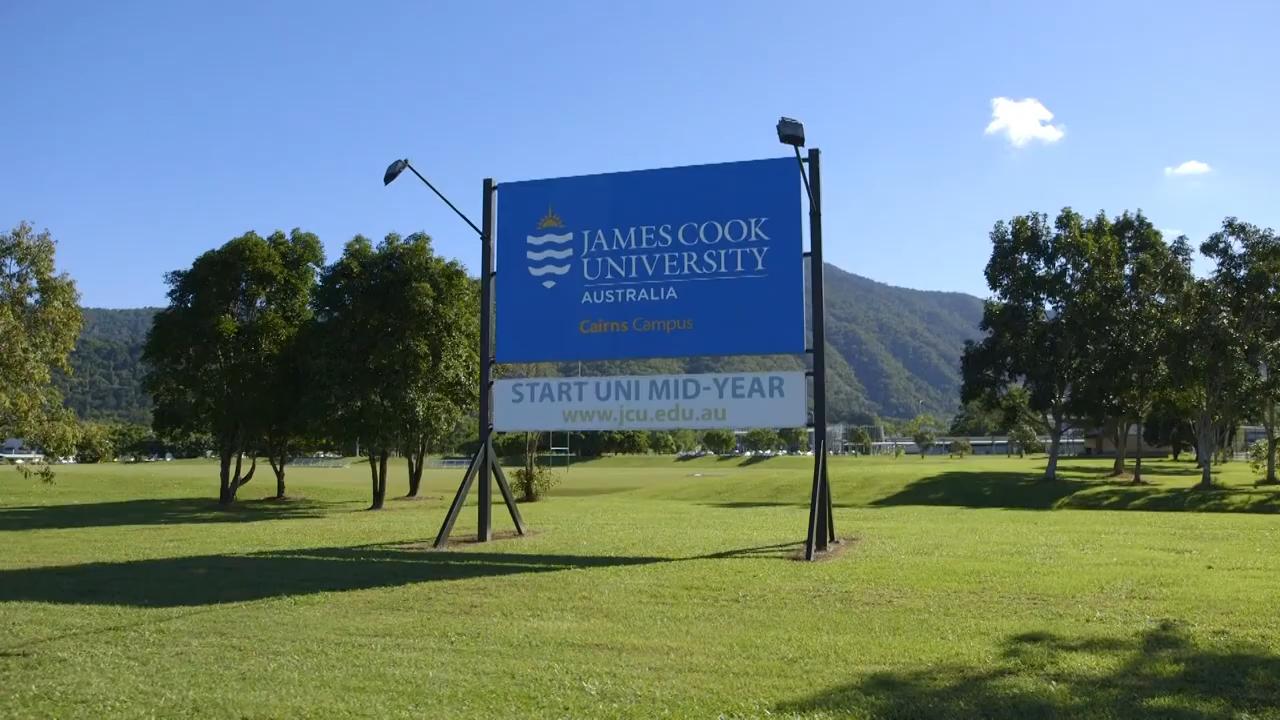 JAMES COOK
UNIVERSITY
AUSTRALIA
Cairns Campus
START UNI MID-YEAR
www.jcu.edu.au